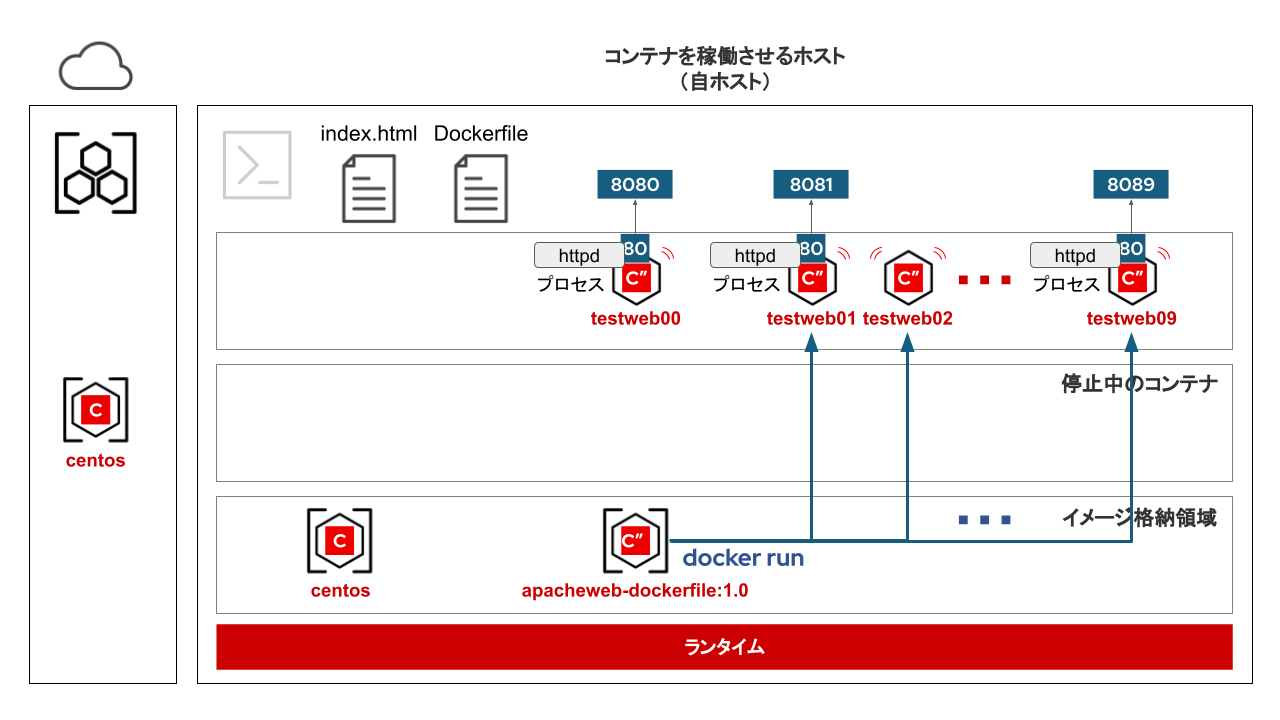 コンテナを稼働させるホスト
（自ホスト）
index.html
Dockerfile
8080
8081
8089
httpd
80
プロセス
C”
testweb00
httpd
80
プロセス
C”
testweb01
C”
testweb02
httpd
80
プロセス
C”
testweb09
停止中のコンテナ
C
centos
イメージ格納領域
C
centos
C”
apacheweb-dockerfile:1.0
docker run
ランタイム